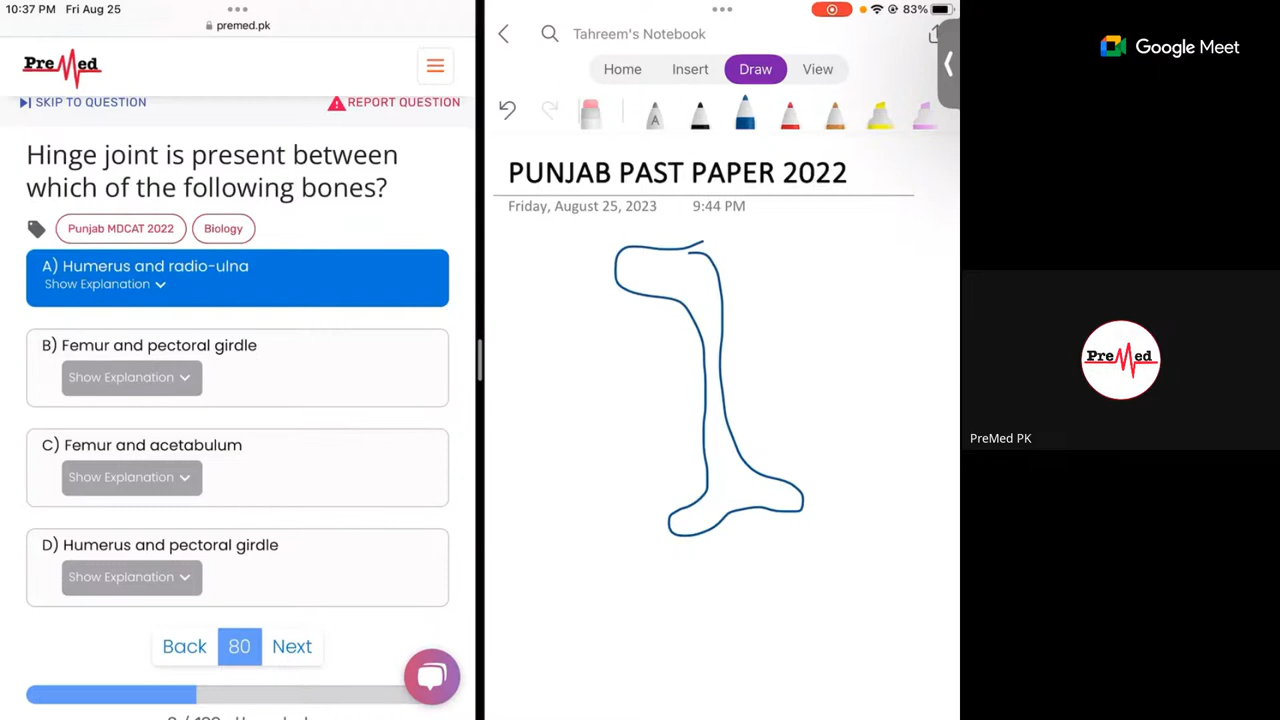 10:37 PM Fri Aug 25
premed.pk
PreMed
SKIP TO QUESTION
REPORT QUESTION
Hinge joint is present between
which of the following bones?
Punjab MDCAT 2022
Biology
A) Humerus and radio-ulna
Show Explanation
B) Femur and pectoral girdle
Show Explanation
C) Femur and acetabulum
Show Explanation
D) Humerus and pectoral girdle
Show Explanation
Back 80 Next
83%
Tahreem's Notebook
Home Insert Draw View
A
PUNJAB PAST PAPER 2022
Friday, August 25, 2023 9:44 PM
Google Meet
PreMed
PreMed PK